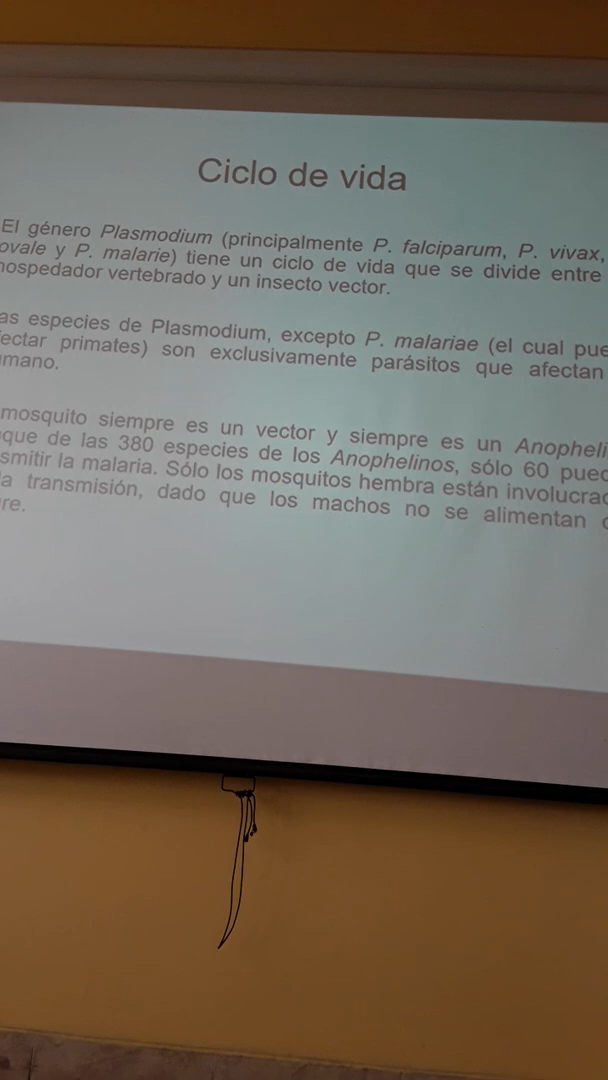 Ciclo de vida
El género Plasmodium (principalmente P. falciparum, P. vivax,
ovale y P. malarie) tiene un ciclo de vida que se divide entre
hospedador vertebrado y un insecto vector.
as especies de Plasmodium, excepto P. malariae (el cual pue
ectar primates) son exclusivamente parásitos que afectan
mano.
mosquito siempre es un vector y siempre es un Anopheli
que de las 380 especies de los Anophelinos, sólo 60 pued
smitir la malaria. Sólo los mosquitos hembra están involucrad
a transmisión, dado que los machos no se alimentan
re.